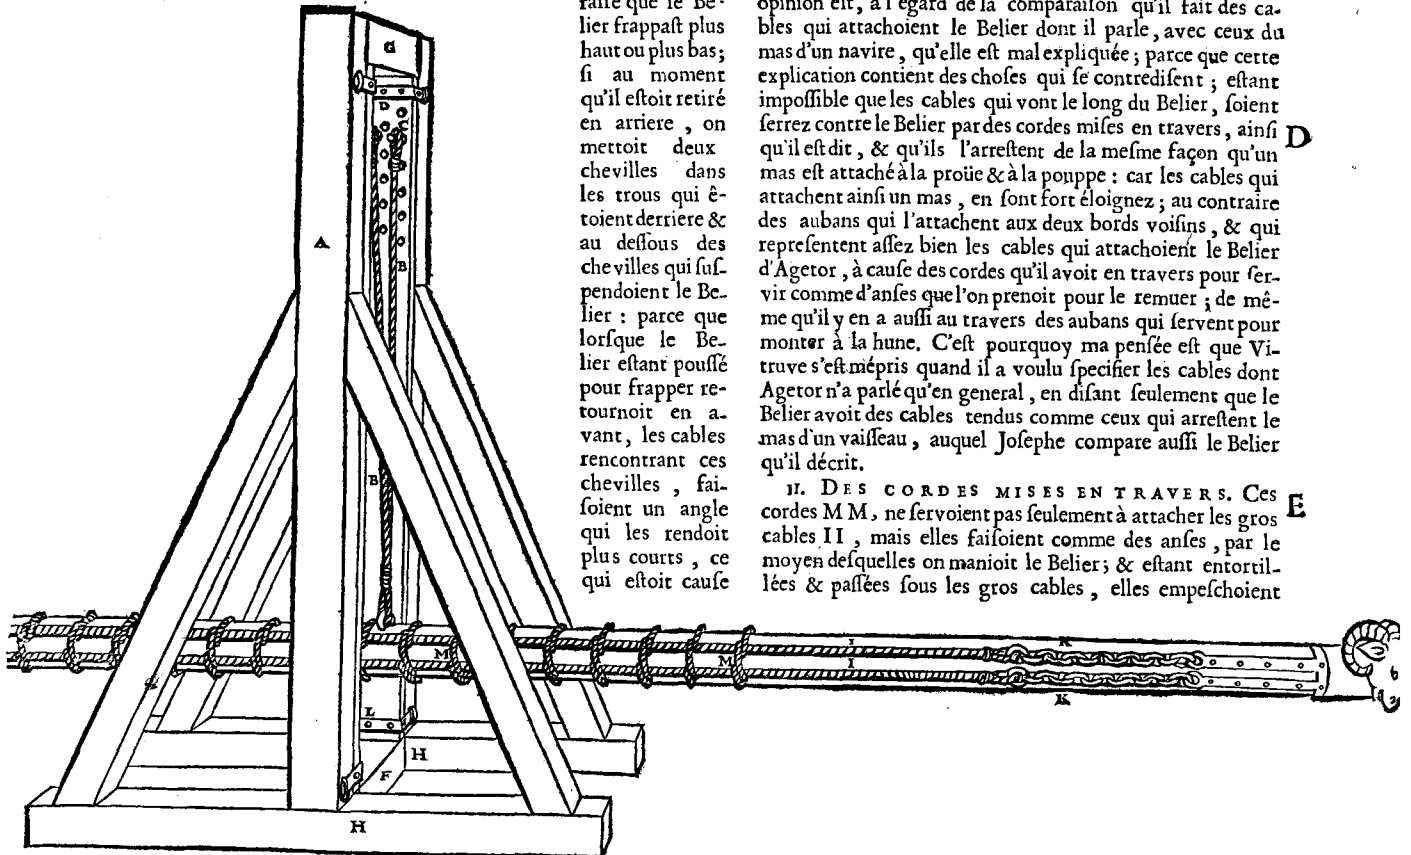 faire que le Be-
lier frappaſt plus
haut ou plus bas;
ſi au moment
qu'il eſtoit retiré
en arriere , on
mettoit deux
chevilles dans
les trous qui ê-
toient derriere &
au deſſous des
chevilles qui ſuſ-
pendoient le Be-
lier : parce que
lorſque le Be-
lier eſtant pouſſé
pour frapper re-
tournoit en a-
vant, les cables
rencontrant ces
chevilles , fai-
ſoient un angle
qui les rendoit
plus courts , ce
qui eſtoit cauſe
opinion eſt, à l'egard de la comparaiſon qu'il fait des ca-
bles qui attachoient le Belier dont il parle, avec ceux du
mas d'un navire, qu'elle eſt mal expliquée; parce que cette
explication contient des choſes qui ſe contrediſent ; eſtant
impoſſible que les cables qui vont le long du Belier, ſoient
ſerrez contre le Belier par des cordes miſes en travers, ainſi
qu'il eſt dit, & qu'ils l'arreſtent de la meſme façon qu'un
mas eſt attaché à la proüe & à la pouppe : car les cables qui
attachent ainſi un mas, en ſont fort éloignez; au contraire
des aubans qui l'attachent aux deux bords voiſins, & qui
repreſentent aſſez bien les cables qui attachoient le Belier
d'Agetor, à cauſe des cordes qu'il avoit en travers pour ſer-
vir comme d'anſes que l'on prenoit pour le remuer ; de mê-
me qu'il y en a auſſi au travers des aubans qui ſervent pour
monter à la hune. C'eſt pourquoy ma penſée eſt que Vi-
truve s'eſt mépris quand il a voulu ſpecifier les cables dont
Agetor n'a parlé qu'en general, en diſant ſeulement que le
Belier avoit des cables tendus comme ceux qui arreſtent le
mas d'un vaiſſeau, auquel Joſephe compare auſſi le Belier
qu'il décrit.
11. DES CORDES MISES EN TRAVERS. Ces
cordes MM, ne ſervoient pas ſeulement à attacher les gros
cables II, mais elles faiſoient comme des anſes, par le
moyen deſquelles on manioit le Belier; & eſtant entortil-
lées & paſſées ſous les gros cables, elles empeſchoient
D
E
G
D
C
A
B
B
M
M
I
I
K
K
L
H
F
H